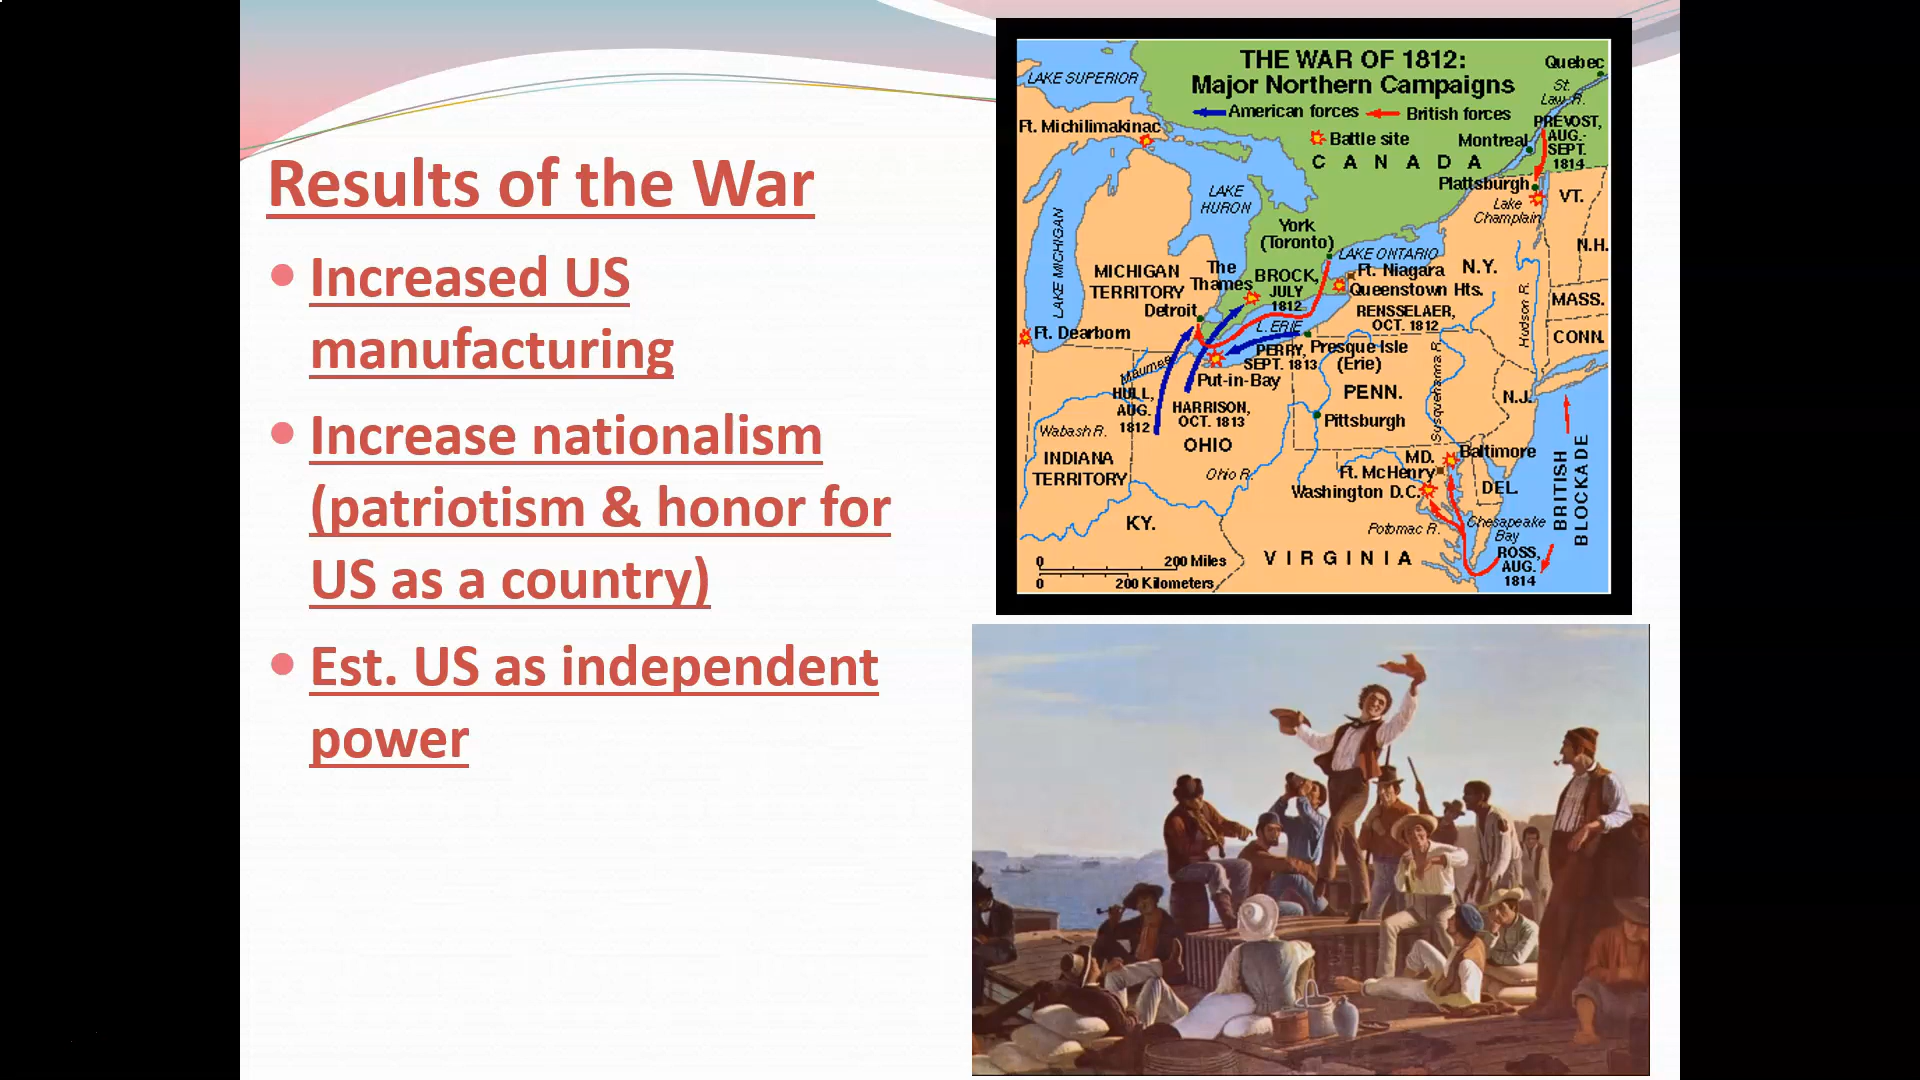 Results of the War
Increased US
manufacturing
Increase nationalism
(patriotism & honor for
US as a country)
Est. US as independent
power
THE WAR OF 1812:
Major Northern Campaigns
American forces
British forces
Battle site
CANADA
Quebec
St.
Law. R.
PREVOST,
AUG.-
SEPT.
1814
Montreal
Plattsburgh
Lake
Champlain
VT.
N.H.
MASS.
CONN.
N.Y.
Hudson R.
LAKE SUPERIOR
Ft. Michilimakinac
LAKE
HURON
LAKE MICHIGAN
York
(Toronto)
LAKE ONTARIO
Ft. Niagara
Queenstown Hts.
RENSSELAER,
OCT. 1812
MICHIGAN
TERRITORY
The
Thames
BROCK,
JULY
1812
Detroit
Ft. Dearborn
L. ERIE
PERRY,
SEPT. 1813
Presque Isle
(Erie)
Put-in-Bay
Maumee
HULL,
AUG.
1812
HARRISON,
OCT. 1813
OHIO
Wabash R.
INDIANA
TERRITORY
Ohio R.
PENN.
Pittsburgh
Susquehanna R.
N.J.
MD.
Baltimore
Ft. McHenry
Washington D.C.
DEL.
KY.
Potomac R.
Chesapeake
Bay
VIRGINIA
ROSS,
AUG.
1814
BRITISH
BLOCKADE
0 200 Miles
0 200 Kilometers